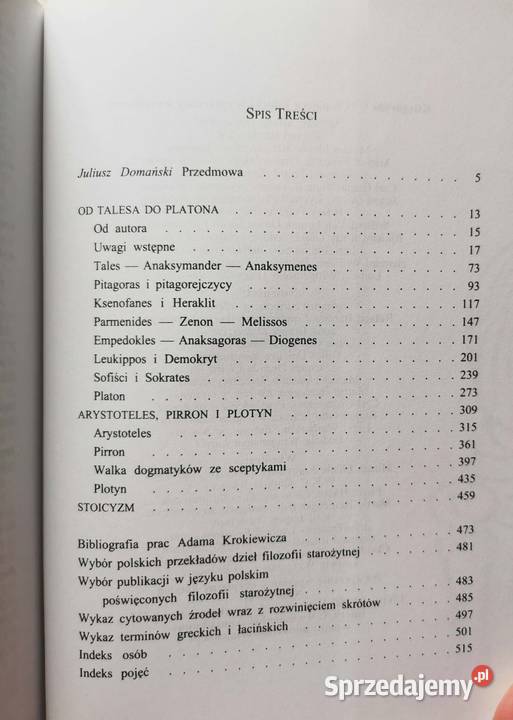 SPIS TREŚCI
Juliusz Domański Przedmowa . . . . . . . . . . . . . . 5
OD TALESA DO PLATONA . . . . . . . . . . . . . . 13
Od autora . . . . . . . . . . . . . . 15
Uwagi wstępne . . . . . . . . . . . . . . 17
Tales — Anaksymander — Anaksymenes . . . . . . . . . 73
Pitagoras i pitagorejczycy . . . . . . . . . . . . 93
Ksenofanes i Heraklit . . . . . . . . . . . . . 117
Parmenides — Zenon — Melissos . . . . . . . . . . 147
Empedokles — Anaksagoras — Diogenes . . . . . . . . . 171
Leukippos i Demokryt . . . . . . . . . . . . . 201
Sofiści i Sokrates . . . . . . . . . . . . . . 239
Platon . . . . . . . . . . . . . . 273
ARYSTOTELES, PIRRON I PLOTYN . . . . . . . . . . . 309
Arystoteles . . . . . . . . . . . . . . 315
Pirron . . . . . . . . . . . . . . 361
Walka dogmatyków ze sceptykami . . . . . . . . . . 397
Plotyn . . . . . . . . . . . . . . 435
STOICYZM . . . . . . . . . . . . . . 459
Bibliografia prac Adama Krokiewicza . . . . . . . . . . 473
Wybór polskich przekładów dzieł filozofii starożytnej . . . . . . 481
Wybór publikacji w języku polskim
poświęconych filozofii starożytnej . . . . . . . . . . 483
Wykaz cytowanych źrodeł wraz z rozwinięciem skrótów . . . . . 485
Wykaz terminów greckich i łacińskich . . . . . . . . . . 497
Indeks osób . . . . . . . . . . . . . . 501
Indeks pojęć . . . . . . . . . . . . . . 515
Sprzedajemy.pl